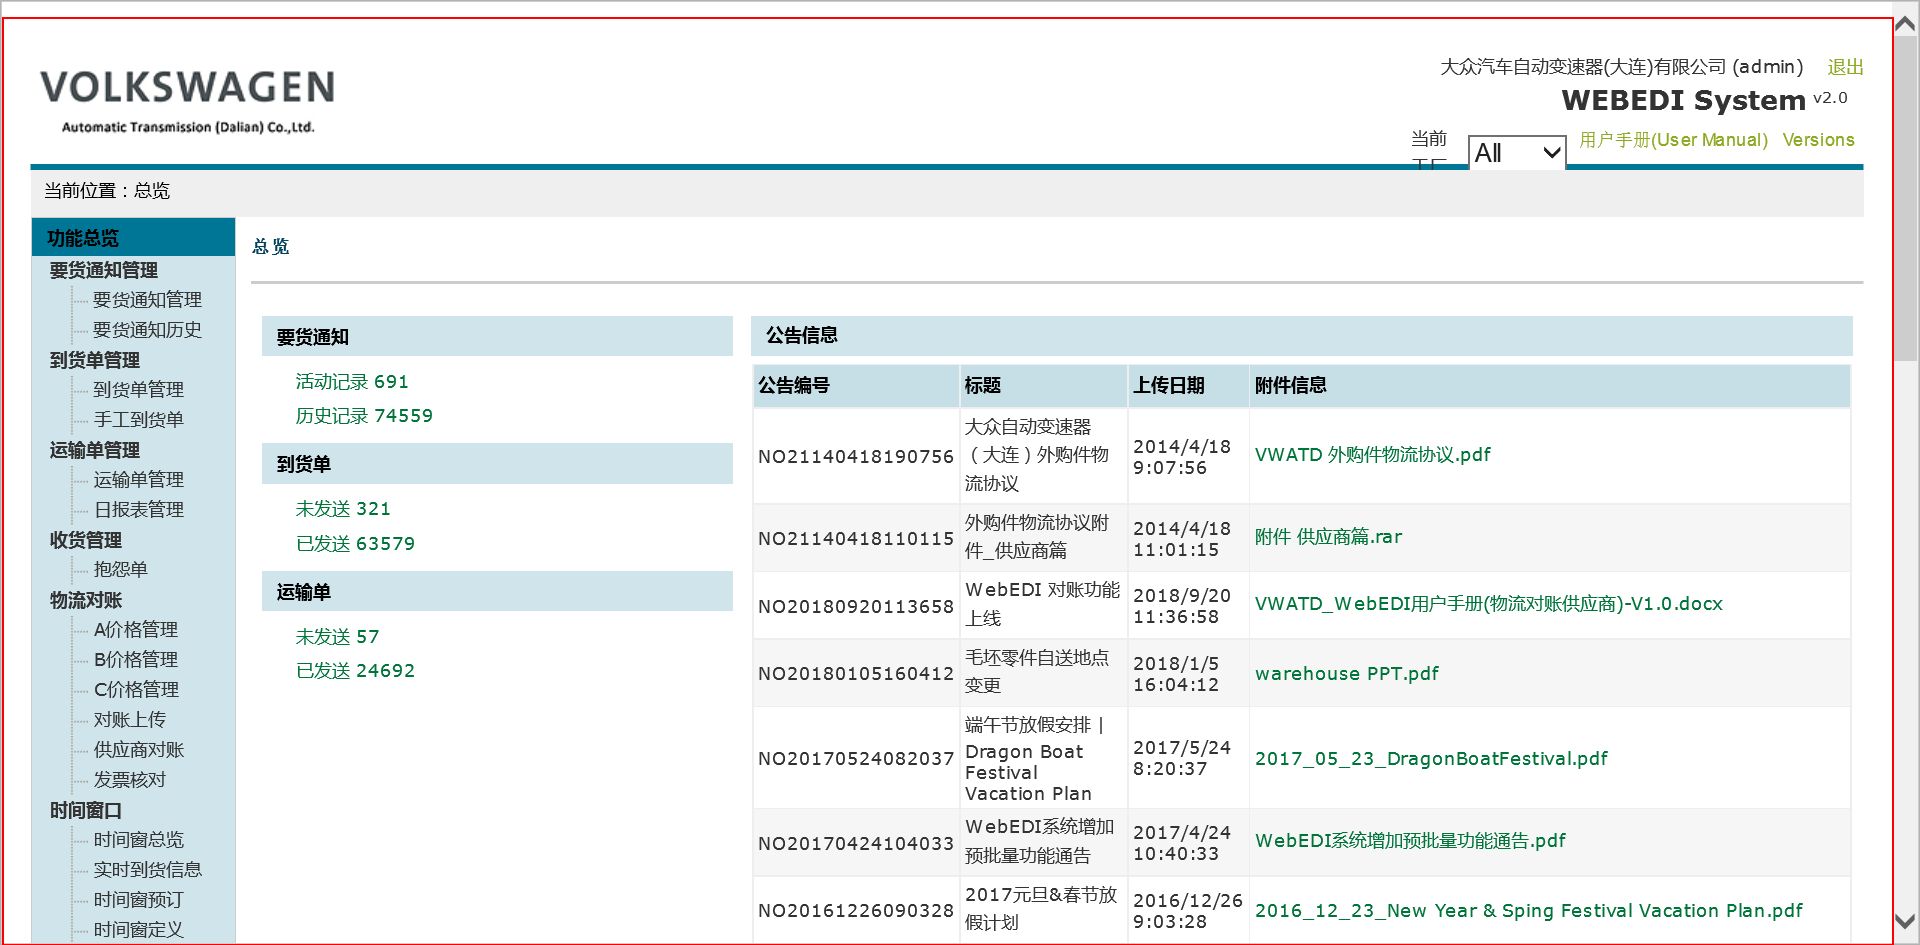 VOLKSWAGEN
Automatic Transmission (Dalian) Co.,Ltd.
大众汽车自动变速器(大连)有限公司 (admin) 退出
WEBEDI System v2.0
当前 All 用户手册(User Manual) Versions
当前位置：总览
功能总览
要货通知管理
要货通知管理
要货通知历史
到货单管理
到货单管理
手工到货单
运输单管理
运输单管理
日报表管理
收货管理
抱怨单
物流对账
A价格管理
B价格管理
C价格管理
对账上传
供应商对账
发票核对
时间窗口
时间窗总览
实时到货信息
时间窗预订
时间窗定义
总览
要货通知
活动记录 691
历史记录 74559
到货单
未发送 321
已发送 63579
运输单
未发送 57
已发送 24692
公告信息
公告编号 标题 上传日期 附件信息
NO21140418190756
大众自动变速器
（大连）外购件物
流协议
2014/4/18
9:07:56
VWATD 外购件物流协议.pdf
NO21140418110115
外购件物流协议附
件_供应商篇
2014/4/18
11:01:15
附件 供应商篇.rar
NO20180920113658
WebEDI 对账功能
上线
2018/9/20
11:36:58
VWATD_WebEDI用户手册(物流对账供应商)-V1.0.docx
NO20180105160412
毛坯零件自送地点
变更
2018/1/5
16:04:12
warehouse PPT.pdf
NO20170524082037
端午节放假安排 |
Dragon Boat
Festival
Vacation Plan
2017/5/24
8:20:37
2017_05_23_DragonBoatFestival.pdf
NO20170424104033
WebEDI系统增加
预批量功能通告
2017/4/24
10:40:33
WebEDI系统增加预批量功能通告.pdf
NO20161226090328
2017元旦&春节放
假计划
2016/12/26
9:03:28
2016_12_23_New Year & Sping Festival Vacation Plan.pdf